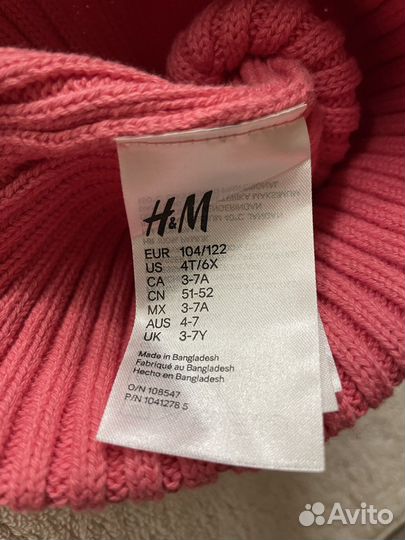 H&M
EUR 104/122
US 4T/6X
CA 3-7A
CN 51-52
MX 3-7A
AUS 4-7
UK 3-7Y
Made in Bangladesh
Fabriqué au Bangladesh
Hecho en Bangladesh
O/N 108547
P/N 1041278 5
Avito